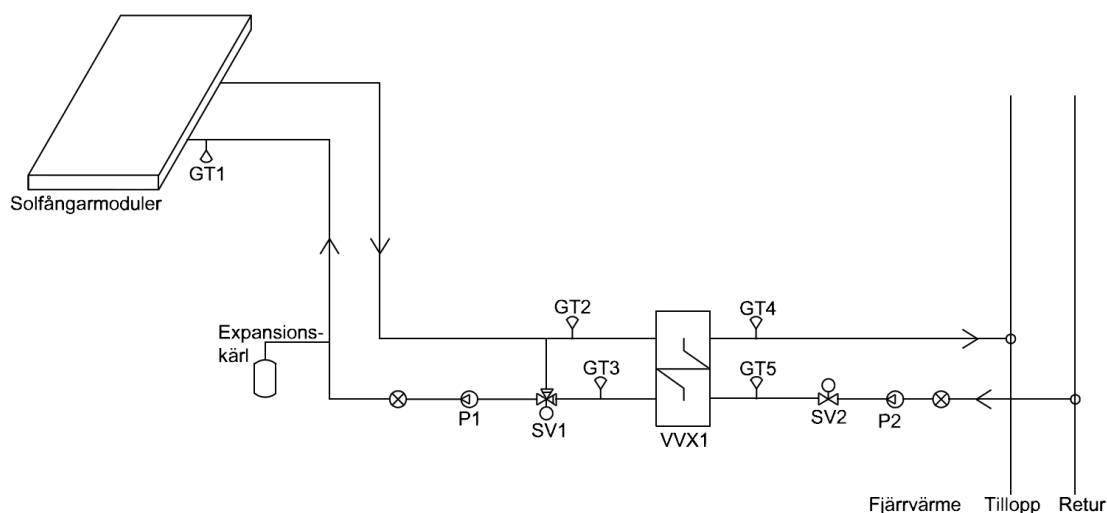 GT1
Solfångarmoduler
GT2
GT4
Expansions-
kärl
GT3
GT5
P1
SV1
VVX1
SV2
P2
Fjärrvärme
Tillopp
Retur